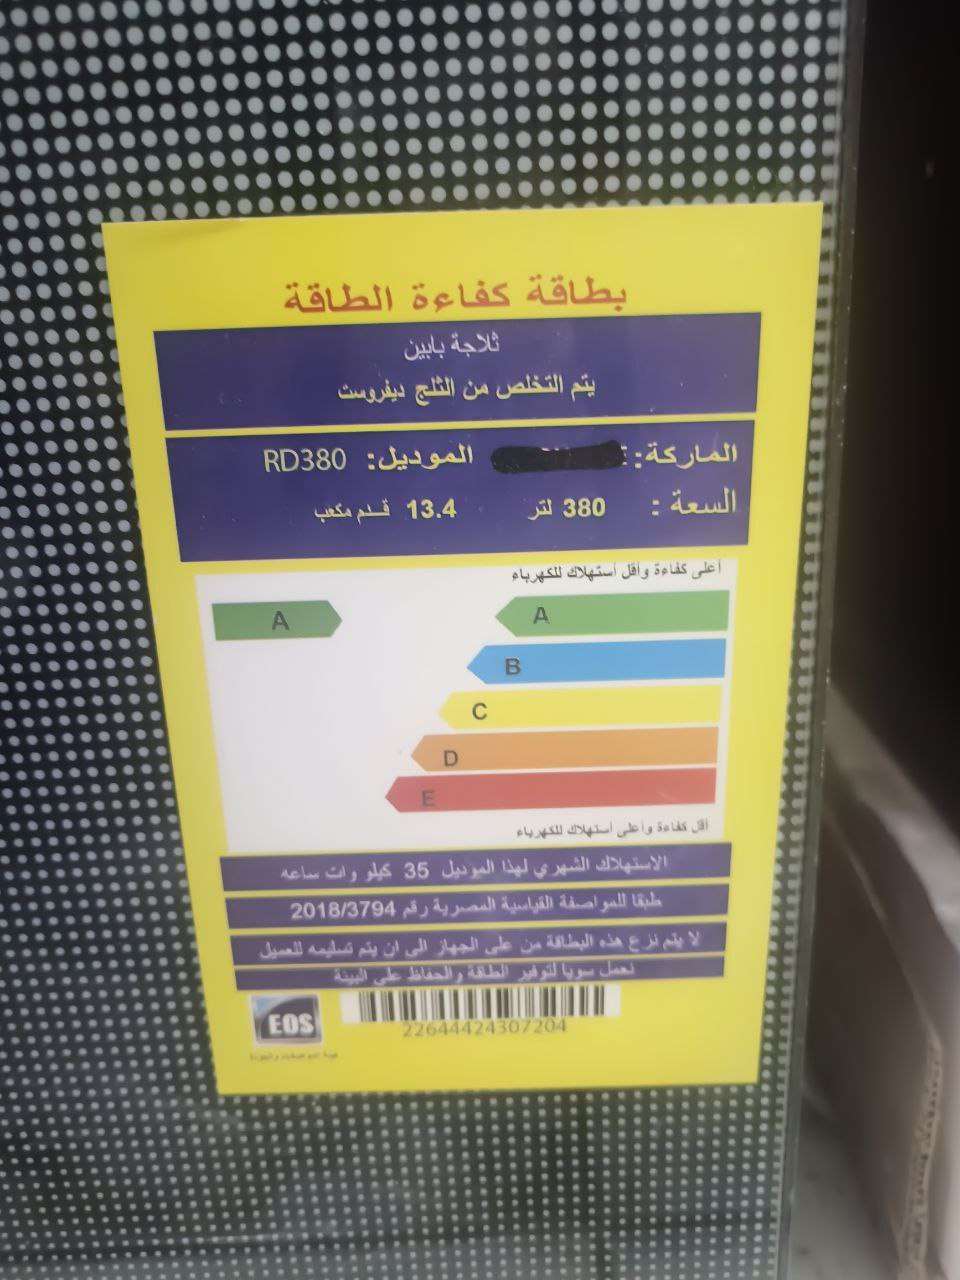 بطاقة كفاءة الطاقة
ثلاجة بابين
يتم التخلص من الثلج ديفروست
الماركة: الموديل: RD380
السعة : 380 لتر 13.4 قدم مكعب
أعلى كفاءة وأقل أستهلاك للكهرباء
A A
B
C
D
E
أقل كفاءة وأعلى أستهلاك للكهرباء
الاستهلاك الشهري لهذا الموديل 35 كيلو وات ساعه
طبقا للمواصفة القياسية المصرية رقم 2018/3794
لا يتم نزع هذه البطاقة من على الجهاز الى ان يتم تسليمه للعميل
نعمل سويا لتوفير الطاقة والحفاظ على البيئة
EOS
22644424307204